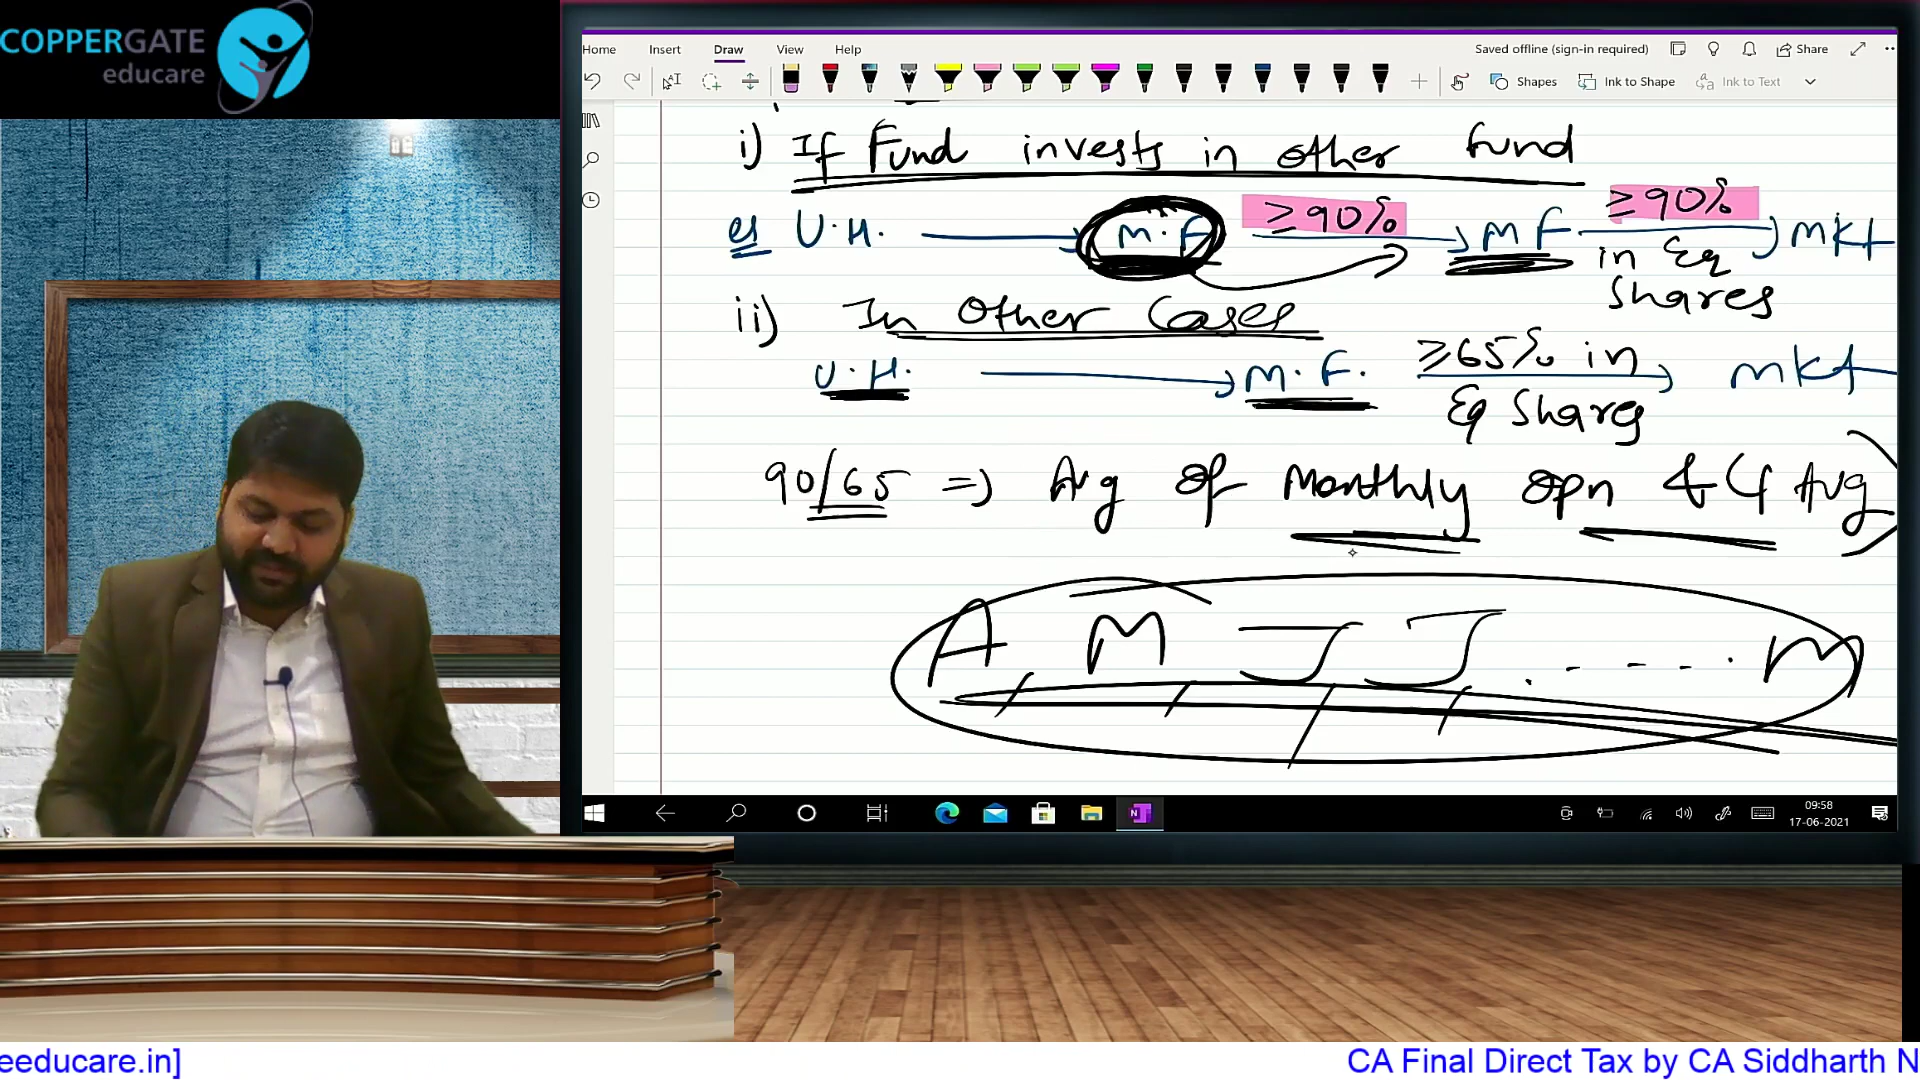 COPPERGATE
educare
Home Insert Draw View Help
Saved offline (sign-in required) Share
Shapes Ink to Shape Ink to Text
i) If Fund invests in other fund
eg U.H. M.F ≥90% MF ≥90% mkt
in Eq
Shares
ii) In Other Cases
U.H. M.F. ≥65% in mkt
Eq Shares
90/65 => Avg of Monthly Opn & Cl Avg
A, M J J . - - - . M
09:58
17-06-2021
eeducare.in]
CA Final Direct Tax by CA Siddharth N